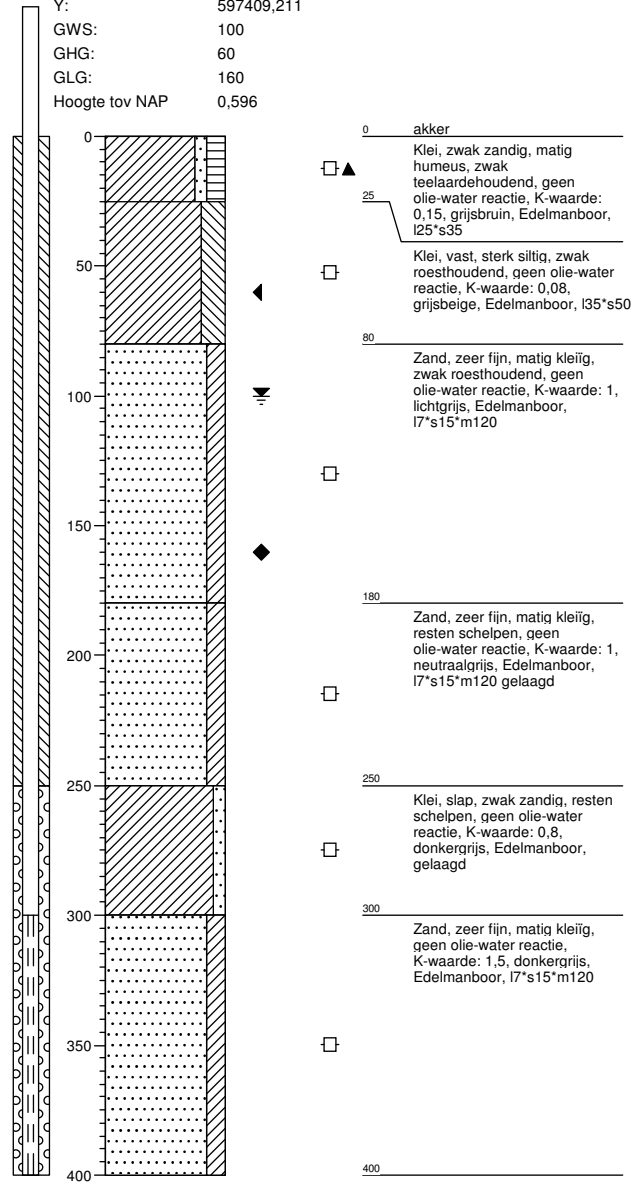 Y: 597409,211
GWS: 100
GHG: 60
GLG: 160
Hoogte tov NAP 0,596
0
50
100
150
200
250
300
350
400
0 akker
Klei, zwak zandig, matig
humeus, zwak
teelaardehoudend, geen
olie-water reactie, K-waarde:
0,15, grijsbruin, Edelmanboor,
l25*s35
25
Klei, vast, sterk siltig, zwak
roesthoudend, geen olie-water
reactie, K-waarde: 0,08,
grijsbeige, Edelmanboor, l35*s50
80
Zand, zeer fijn, matig kleiïg,
zwak roesthoudend, geen
olie-water reactie, K-waarde: 1,
lichtgrijs, Edelmanboor,
l7*s15*m120
180
Zand, zeer fijn, matig kleiïg,
resten schelpen, geen
olie-water reactie, K-waarde: 1,
neutraalgrijs, Edelmanboor,
l7*s15*m120 gelaagd
250
Klei, slap, zwak zandig, resten
schelpen, geen olie-water
reactie, K-waarde: 0,8,
donkergrijs, Edelmanboor,
gelaagd
300
Zand, zeer fijn, matig kleiïg,
geen olie-water reactie,
K-waarde: 1,5, donkergrijs,
Edelmanboor, l7*s15*m120
400